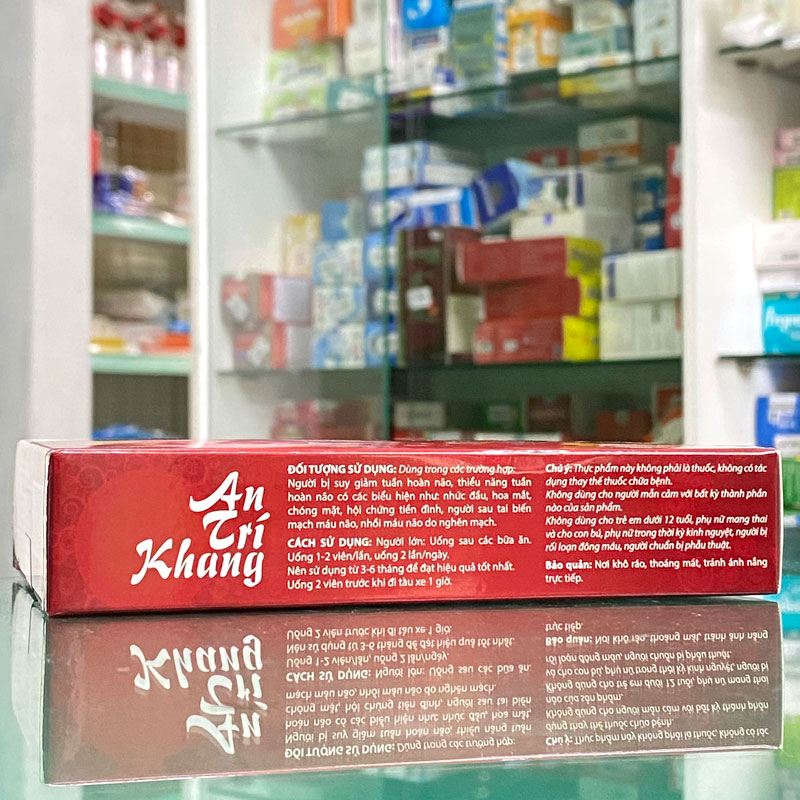 An
Trí
Khang
ĐỐI TƯỢNG SỬ DỤNG: Dùng trong các trường hợp:
Người bị suy giảm tuần hoàn não, thiểu năng tuần
hoàn não có các biểu hiện như: nhức đầu, hoa mắt,
chóng mặt, hội chứng tiền đình, người sau tai biến
mạch máu não, nhồi máu não do nghẽn mạch.
CÁCH SỬ DỤNG: Người lớn: Uống sau các bữa ăn.
Uống 1-2 viên/lần, uống 2 lần/ngày.
Nên sử dụng từ 3-6 tháng để đạt hiệu quả tốt nhất.
Uống 2 viên trước khi đi tàu xe 1 giờ.
Chú ý: Thực phẩm này không phải là thuốc, không có tác
dụng thay thế thuốc chữa bệnh.
Không dùng cho người mẫn cảm với bất kỳ thành phần
nào của sản phẩm.
Không dùng cho trẻ em dưới 12 tuổi, phụ nữ mang thai
và cho con bú, phụ nữ trong thời kỳ kinh nguyệt, người bị
rối loạn đông máu, người chuẩn bị phẫu thuật.
Bảo quản: Nơi khô ráo, thoáng mát, tránh ánh nắng
trực tiếp.